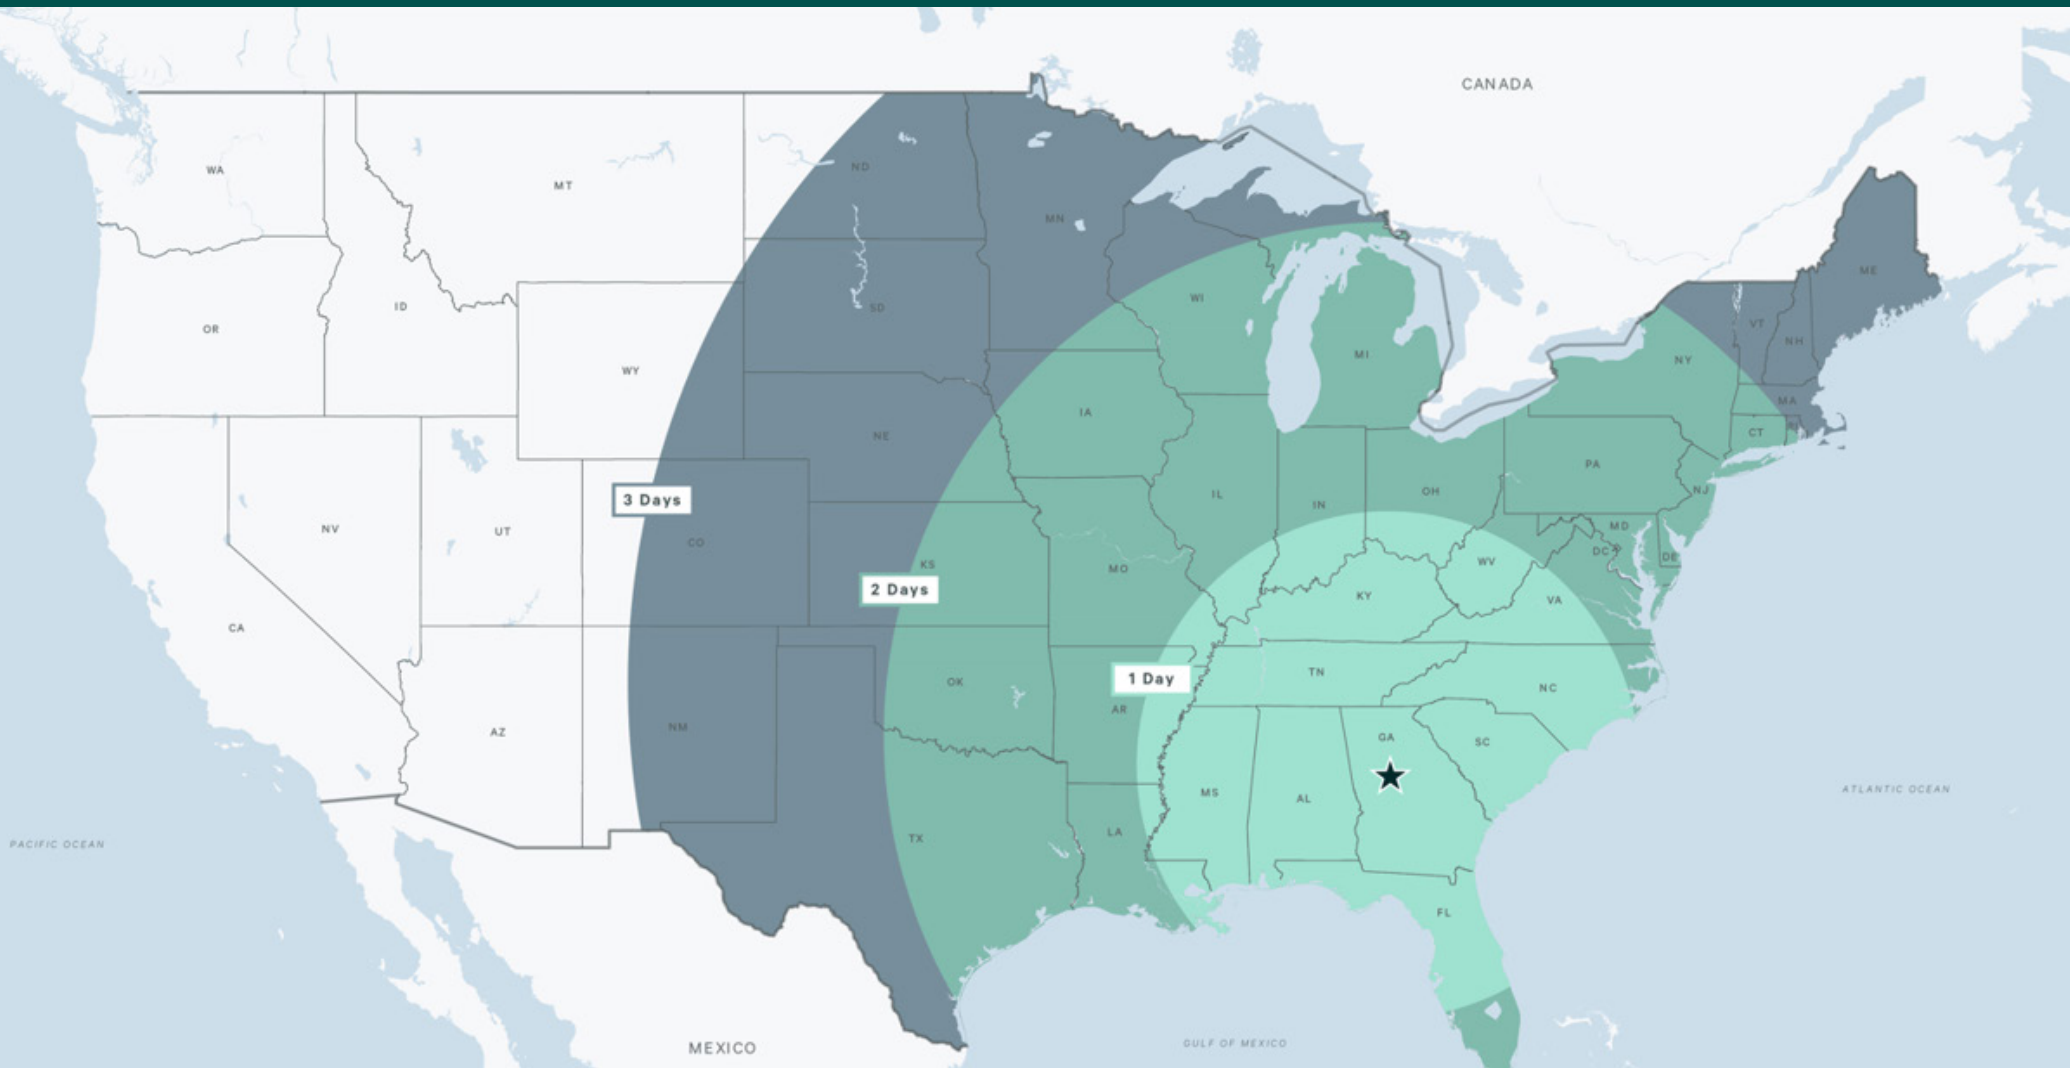 CANADA
WA
MT
ND
MN
ME
OR
ID
SD
WI
VT
NH
WY
MI
NY
NE
IA
MA
CT
3 Days
PA
NV
UT
CO
IL
IN
OH
NJ
MD
DC
DE
KS
2 Days
MO
WV
KY
VA
CA
OK
1 Day
TN
NC
AZ
NM
AR
GA
SC
MS
AL
ATLANTIC OCEAN
PACIFIC OCEAN
TX
LA
FL
MEXICO
GULF OF MEXICO